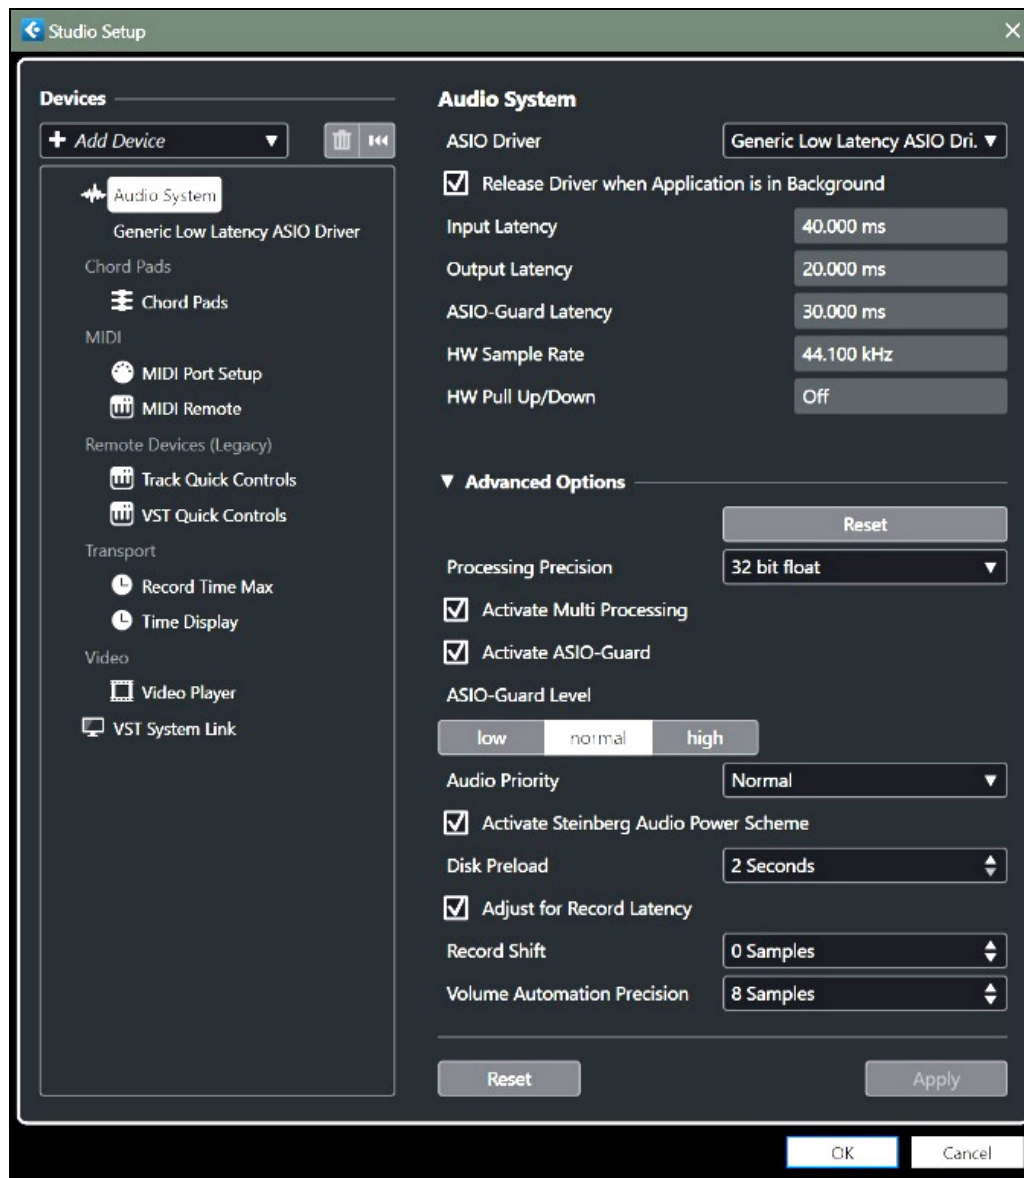 Studio Setup
Devices
Add Device
Audio System
Generic Low Latency ASIO Driver
Chord Pads
Chord Pads
MIDI
MIDI Port Setup
MIDI Remote
Remote Devices (Legacy)
Track Quick Controls
VST Quick Controls
Transport
Record Time Max
Time Display
Video
Video Player
VST System Link
Audio System
ASIO Driver Generic Low Latency ASIO Dri.
Release Driver when Application is in Background
Input Latency 40.000 ms
Output Latency 20.000 ms
ASIO-Guard Latency 30.000 ms
HW Sample Rate 44.100 kHz
HW Pull Up/Down Off
Advanced Options
Reset
Processing Precision 32 bit float
Activate Multi Processing
Activate ASIO-Guard
ASIO-Guard Level
low normal high
Audio Priority Normal
Activate Steinberg Audio Power Scheme
Disk Preload 2 Seconds
Adjust for Record Latency
Record Shift 0 Samples
Volume Automation Precision 8 Samples
Reset Apply
OK Cancel